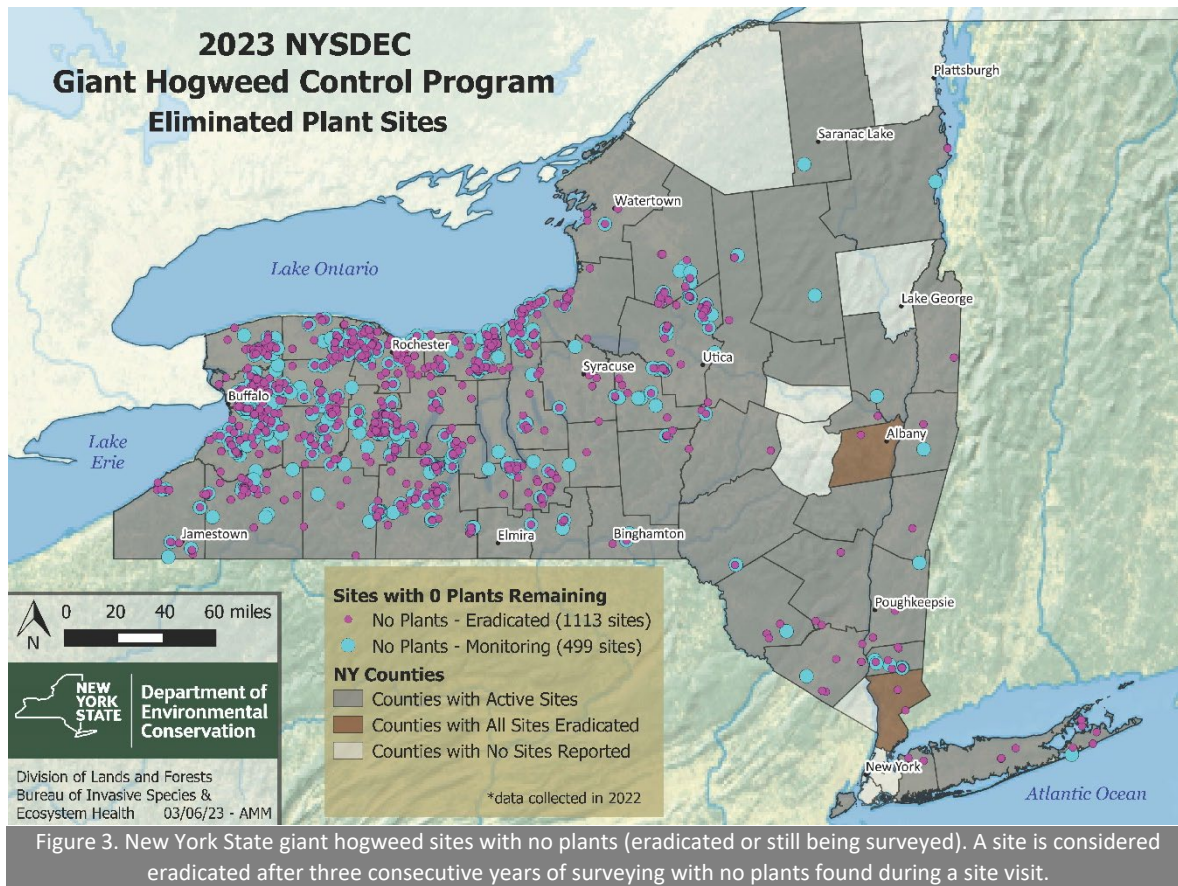 2023 NYSDEC
Giant Hogweed Control Program
Eliminated Plant Sites
Plattsburgh
Saranac Lake
Watertown
Lake Ontario
Lake George
Rochester
Syracuse
Utica
Buffalo
Albany
Lake
Erie
Jamestown
Elmira
Binghamton
Poughkeepsie
New York
Atlantic Ocean
0 20 40 60 miles
N
NEW
YORK
STATE
Department of
Environmental
Conservation
Division of Lands and Forests
Bureau of Invasive Species &
Ecosystem Health 03/06/23 - AMM
Sites with 0 Plants Remaining
No Plants - Eradicated (1113 sites)
No Plants - Monitoring (499 sites)
NY Counties
Counties with Active Sites
Counties with All Sites Eradicated
Counties with No Sites Reported
*data collected in 2022
Figure 3. New York State giant hogweed sites with no plants (eradicated or still being surveyed). A site is considered
eradicated after three consecutive years of surveying with no plants found during a site visit.